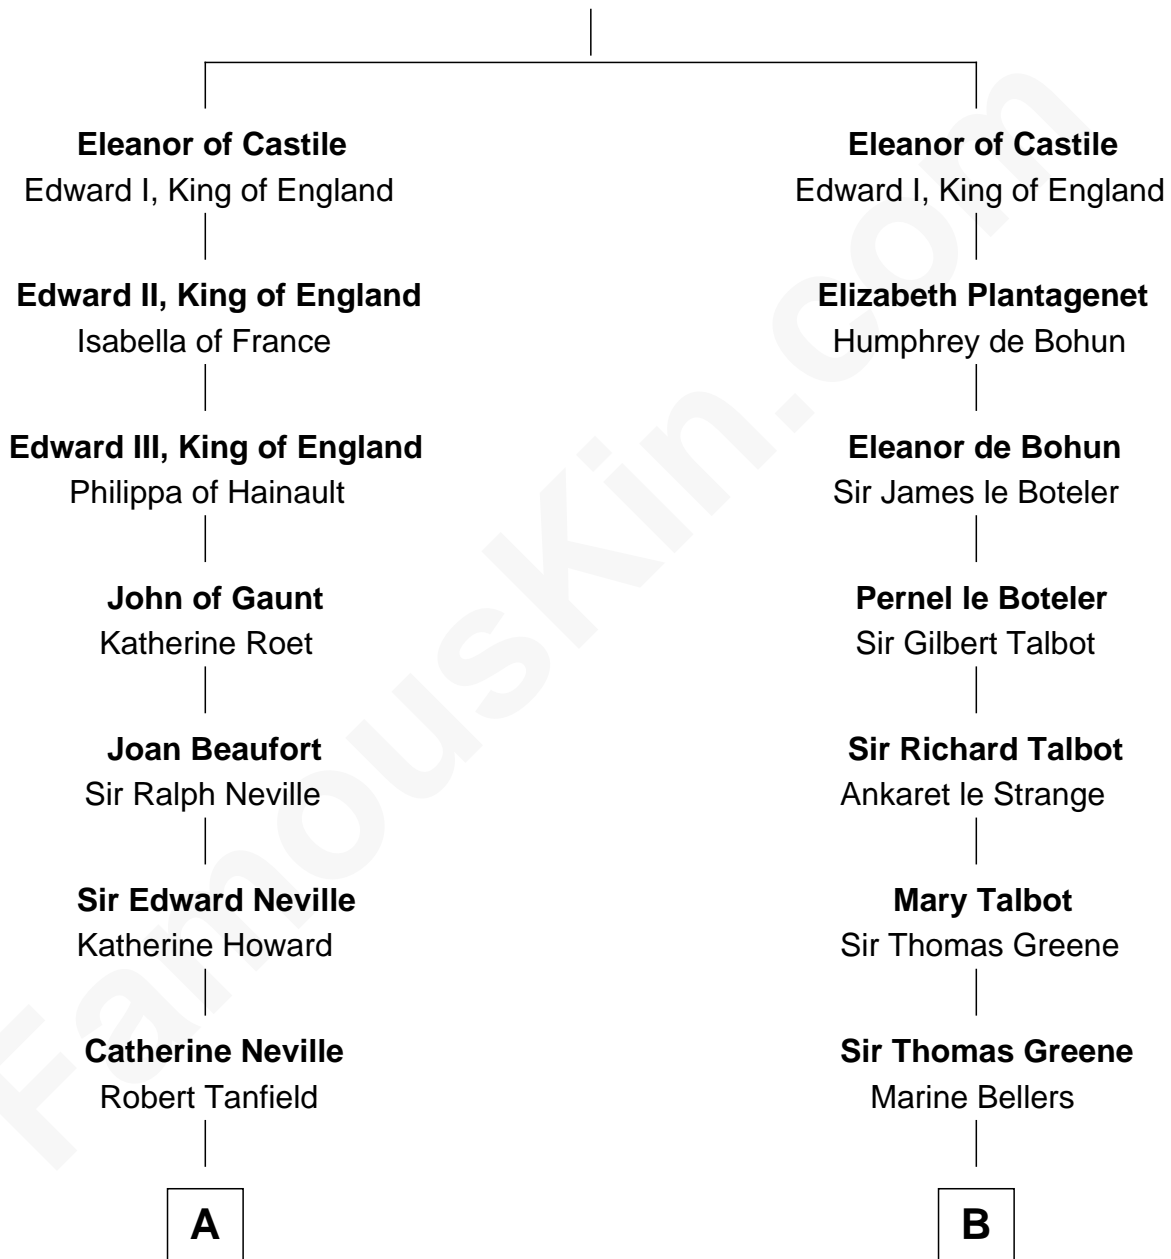 Eleanor of Castile
Edward I, King of England
Edward II, King of England
Isabella of France
Edward III, King of England
Philippa of Hainault
John of Gaunt
Katherine Roet
Joan Beaufort
Sir Ralph Neville
Sir Edward Neville
Katherine Howard
Catherine Neville
Robert Tanfield
A
Eleanor of Castile
Edward I, King of England
Elizabeth Plantagenet
Humphrey de Bohun
Eleanor de Bohun
Sir James le Boteler
Pernel le Boteler
Sir Gilbert Talbot
Sir Richard Talbot
Ankaret le Strange
Mary Talbot
Sir Thomas Greene
Sir Thomas Greene
Marine Bellers
B
FamousKin.com